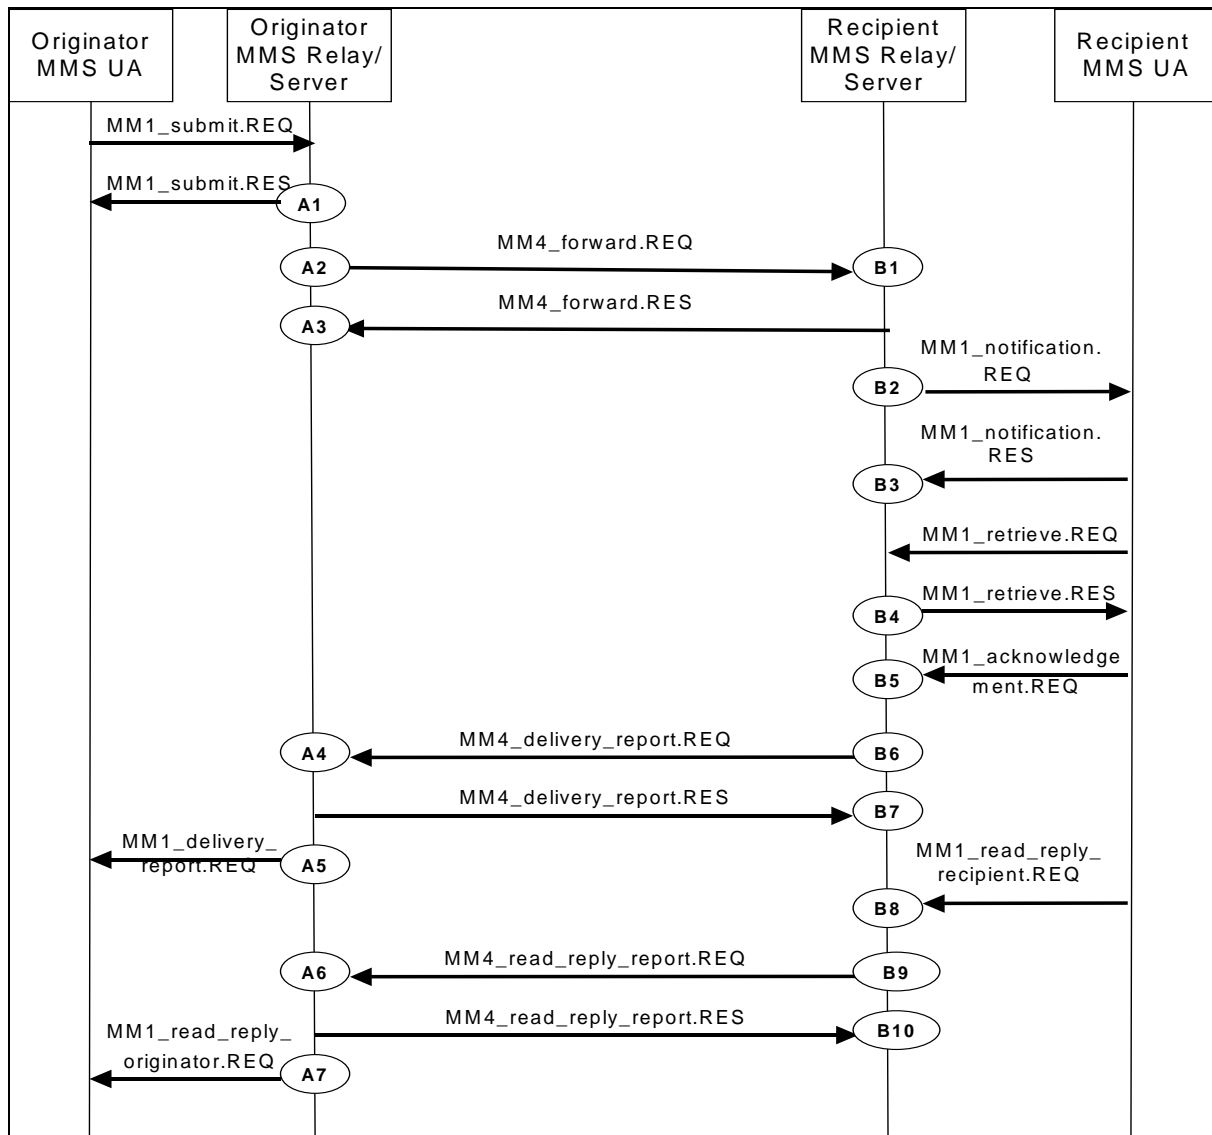 Originator
MMS UA
Originator
MMS Relay/
Server
Recipient
MMS Relay/
Server
Recipient
MMS UA
MM1_submit.REQ
MM1_submit.RES
A1
MM4_forward.REQ
A2
B1
MM4_forward.RES
A3
MM1_notification.
REQ
B2
MM1_notification.
RES
B3
MM1_retrieve.REQ
MM1_retrieve.RES
B4
MM1_acknowledge
ment.REQ
B5
MM4_delivery_report.REQ
A4
B6
MM4_delivery_report.RES
B7
MM1_delivery_
report.REQ
A5
MM1_read_reply_
recipient.REQ
B8
MM4_read_reply_report.REQ
A6
B9
MM4_read_reply_report.RES
B10
MM1_read_reply_
originator.REQ
A7